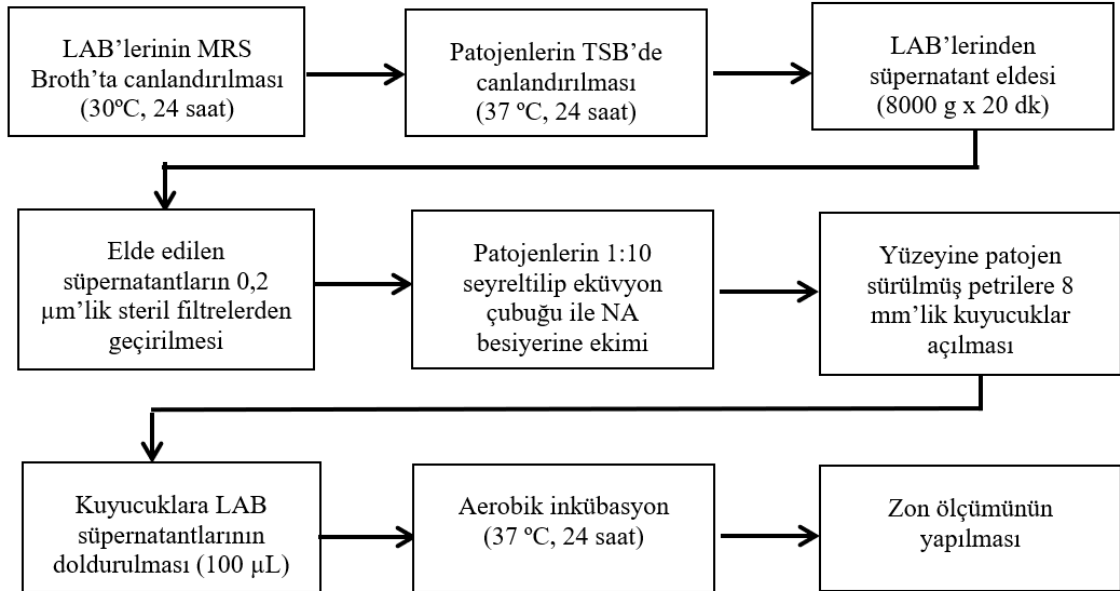 LAB’lerinin MRS
Broth’ta canlandırılması
(30ºC, 24 saat)
Patojenlerin TSB’de
canlandırılması
(37 ºC, 24 saat)
LAB’lerinden
süpernatant eldesi
(8000 g x 20 dk)
Elde edilen
süpernatantların 0,2
µm’lik steril filtrelerden
geçirilmesi
Patojenlerin 1:10
seyreltilip eküvyon
çubuğu ile NA
besiyerine ekimi
Yüzeyine patojen
sürülmüş petrilere 8
mm’lik kuyucuklar
açılması
Kuyucuklara LAB
süpernatantlarının
doldurulması (100 µL)
Aerobik inkübasyon
(37 ºC, 24 saat)
Zon ölçümünün
yapılması